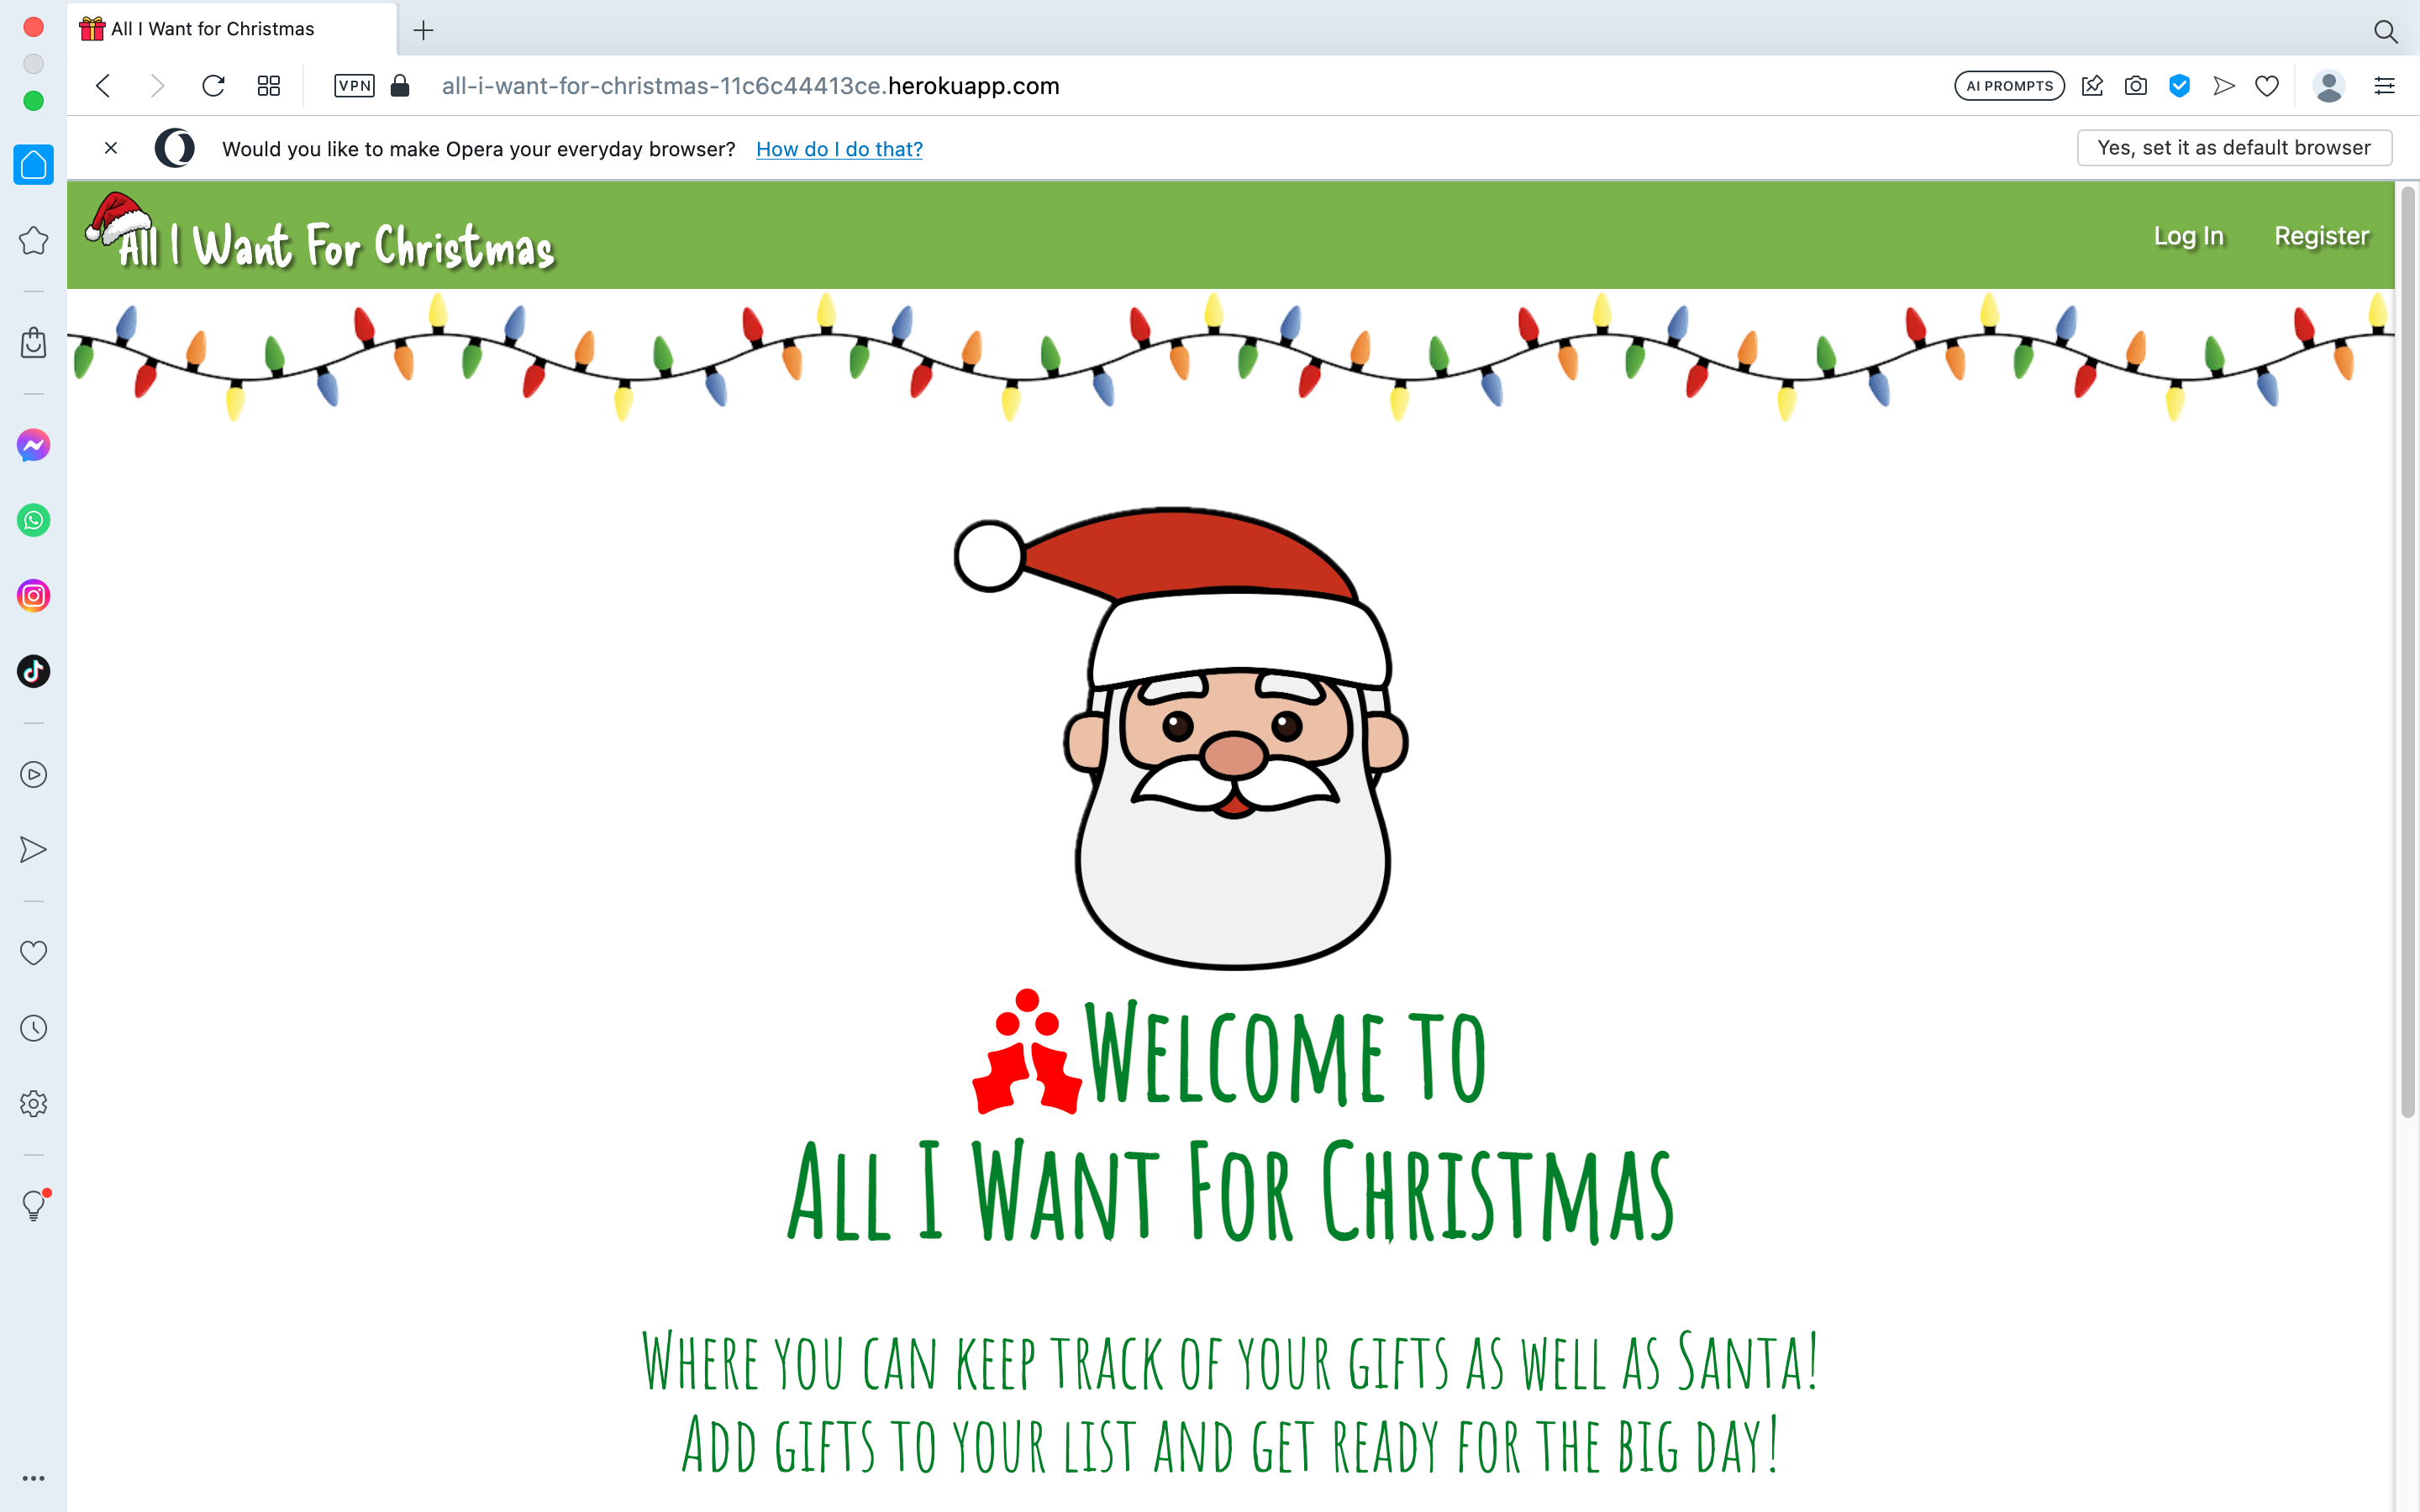 All I Want for Christmas
VPN
all-i-want-for-christmas-11c6c44413ce.herokuapp.com
AI PROMPTS
Would you like to make Opera your everyday browser? How do I do that?
Yes, set it as default browser
All I Want For Christmas
Log In
Register
Welcome to
All I Want For Christmas
Where you can keep track of your gifts as well as Santa!
Add gifts to your list and get ready for the big day!